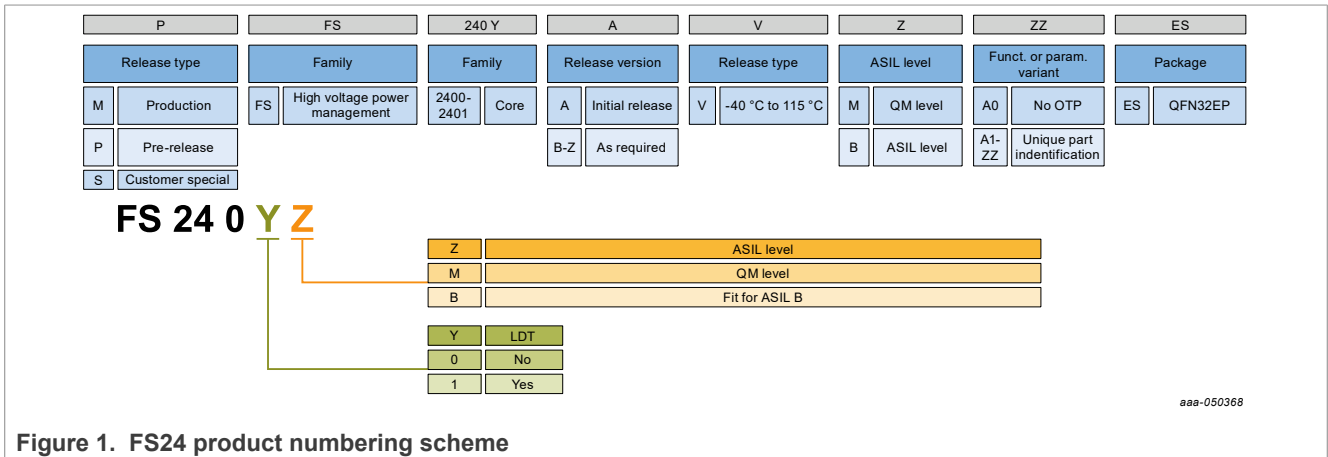 P FS 240 Y A V Z ZZ ES
Release type Family Family Release version Release type ASIL level Funct. or param.
variant Package
M Production FS High voltage power
management 2400-
2401 Core A Initial release V -40 °C to 115 °C M QM level A0 No OTP ES QFN32EP
P Pre-release B-Z As required B ASIL level A1-
ZZ Unique part
indentification
S Customer special
FS 24 0 Y Z
Z ASIL level
M QM level
B Fit for ASIL B
Y LDT
0 No
1 Yes
aaa-050368
Figure 1. FS24 product numbering scheme